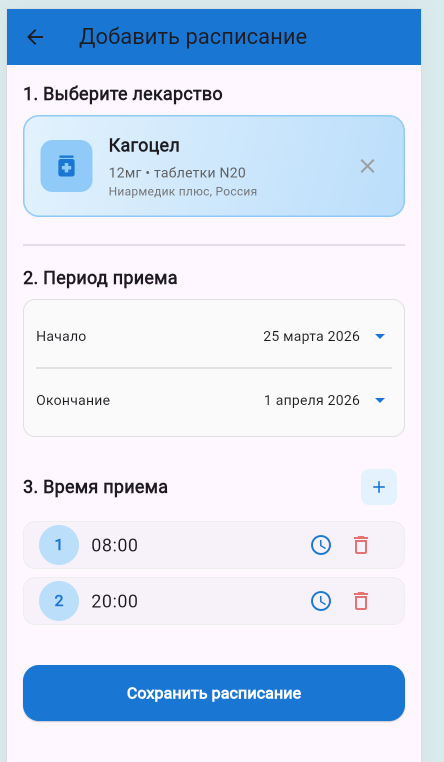 Добавить расписание
1. Выберите лекарство
Кагоцел
12мг • таблетки N20
Ниармедик плюс, Россия
2. Период приема
Начало 25 марта 2026
Окончание 1 апреля 2026
3. Время приема
1 08:00
2 20:00
Сохранить расписание